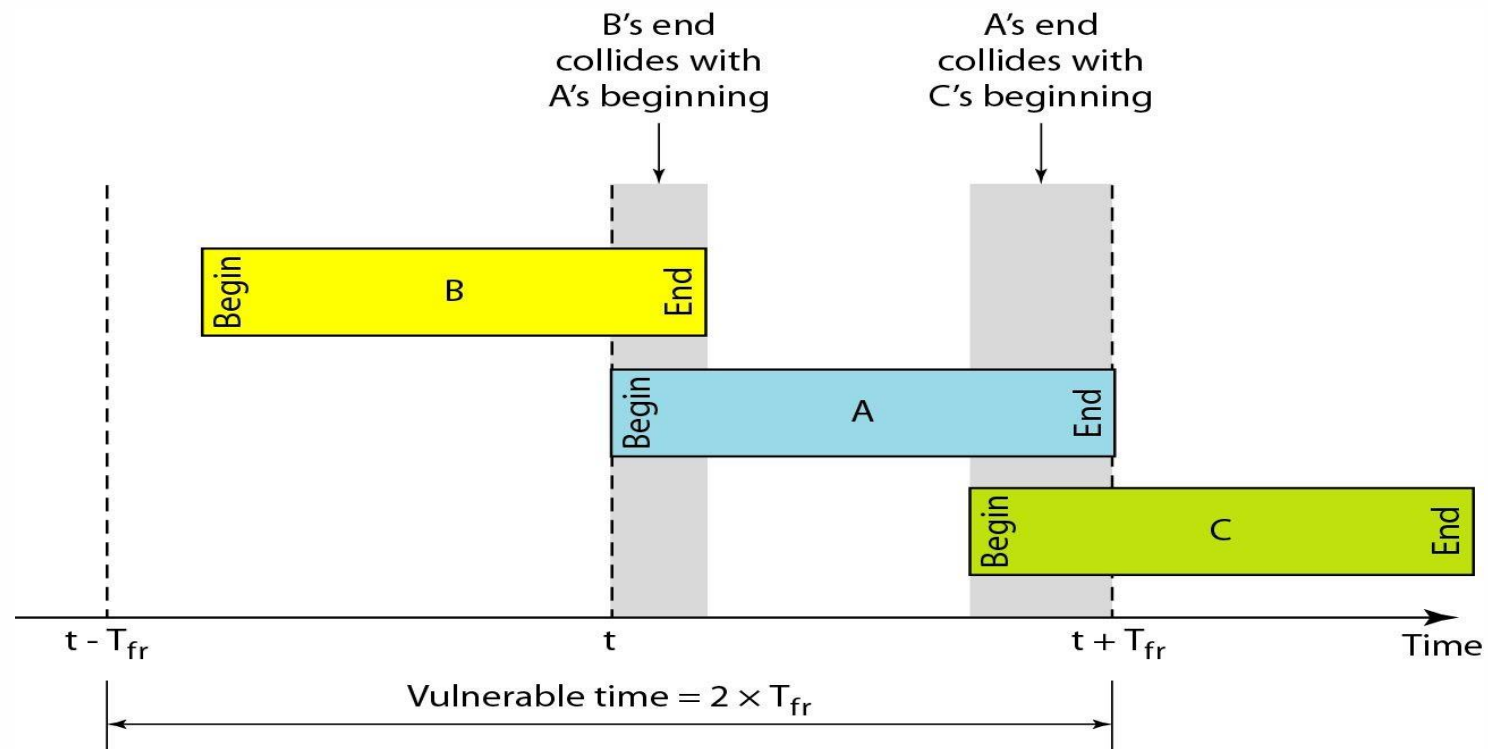 B's end
collides with
A's beginning
A's end
collides with
C's beginning
Begin
B
End
Begin
A
End
Begin
C
End
t - Tfr
t
t + Tfr
Time
Vulnerable time = 2 × Tfr